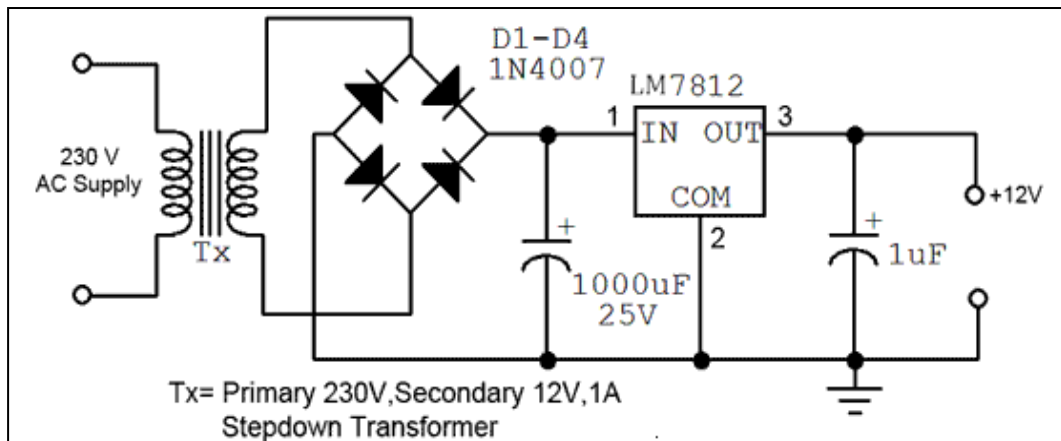 D1-D4
1N4007
LM7812
1
IN OUT
3
230 V
AC Supply
Tx
COM
2
+
1000uF
25V
+
1uF
+12V
Tx= Primary 230V,Secondary 12V,1A
Stepdown Transformer